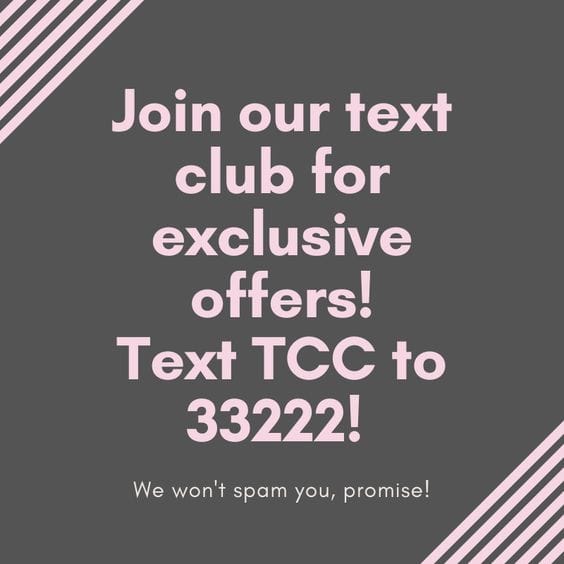 Join our text
club for
exclusive
offers!
Text TCC to
33222!
We won't spam you, promise!